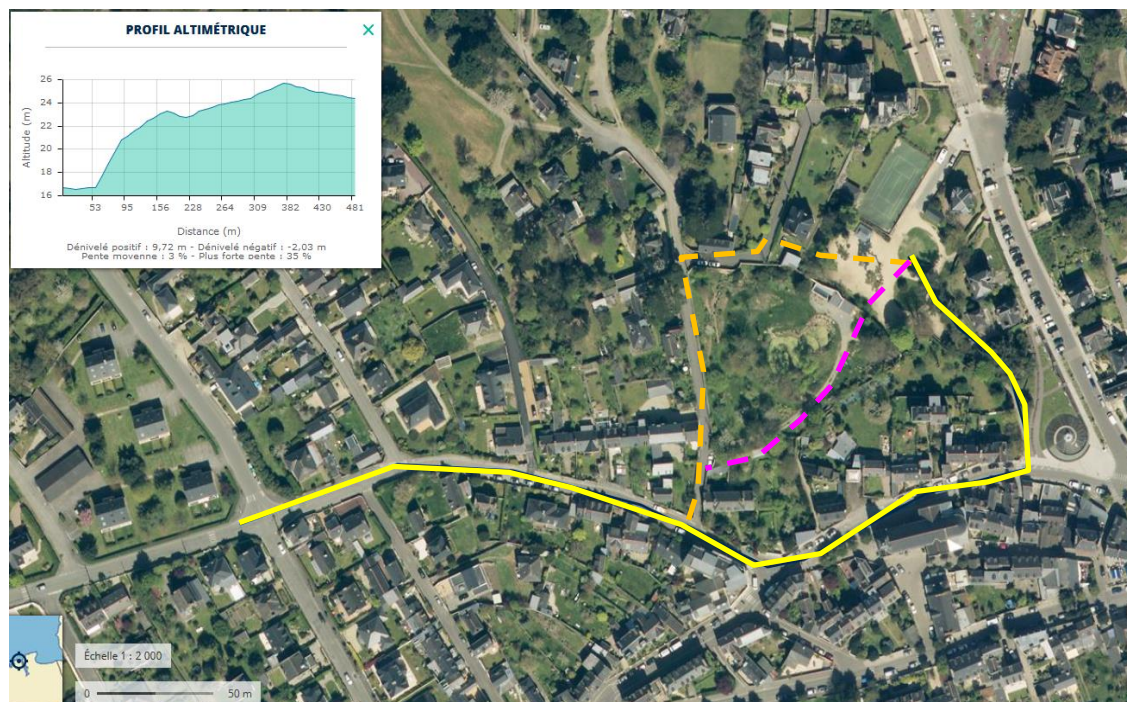 PROFIL ALTIMÉTRIQUE
Altitude (m)
26
24
22
20
18
16
53 95 156 228 264 309 382 430 481
Distance (m)
Dénivelé positif : 9,72 m - Dénivelé négatif : -2,03 m
Pente moyenne : 3 % - Plus forte pente : 35 %
Échelle 1 : 2 000
0 50 m